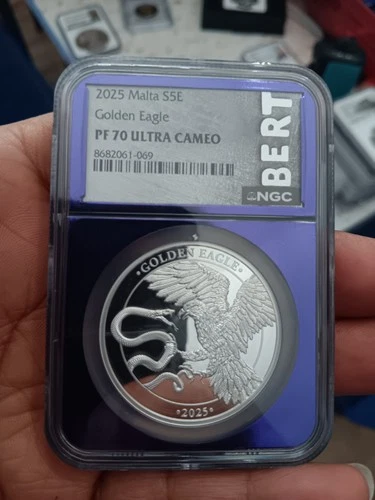 2025 Malta S5E
Golden Eagle
PF 70 ULTRA CAMEO
8682061-069
BERT
NGC
•GOLDEN EAGLE•
•2025•